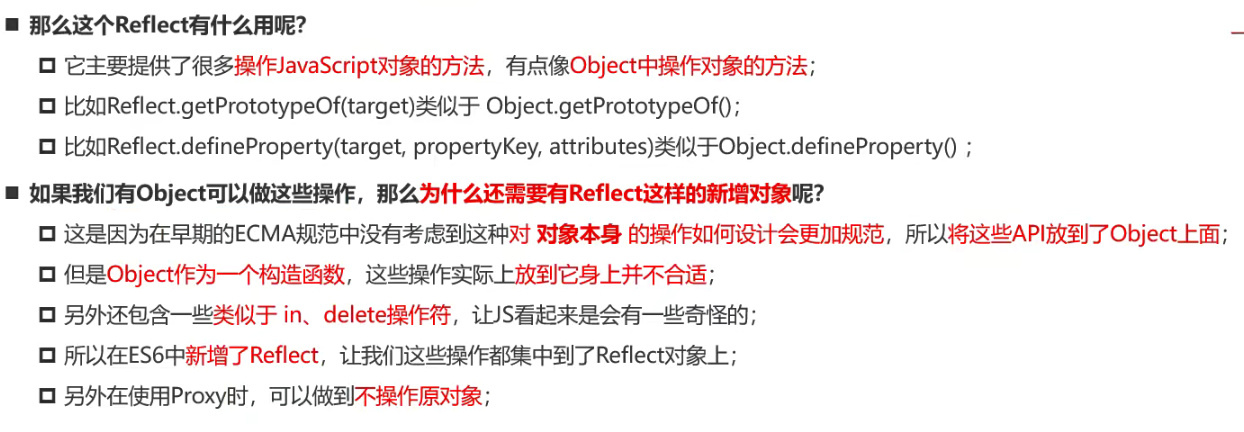 那么这个Reflect有什么用呢?
它主要提供了很多操作JavaScript对象的方法，有点像Object中操作对象的方法；
比如Reflect.getPrototypeOf(target)类似于 Object.getPrototypeOf()；
比如Reflect.defineProperty(target, propertyKey, attributes)类似于Object.defineProperty() ；
如果我们有Object可以做这些操作，那么为什么还需要有Reflect这样的新增对象呢?
这是因为在早期的ECMA规范中没有考虑到这种对 对象本身 的操作如何设计会更加规范，所以将这些API放到了Object上面；
但是Object作为一个构造函数，这些操作实际上放到它身上并不合适；
另外还包含一些类似于 in、delete操作符，让JS看起来是会有一些奇怪的；
所以在ES6中新增了Reflect，让我们这些操作都集中到了Reflect对象上；
另外在使用Proxy时，可以做到不操作原对象；